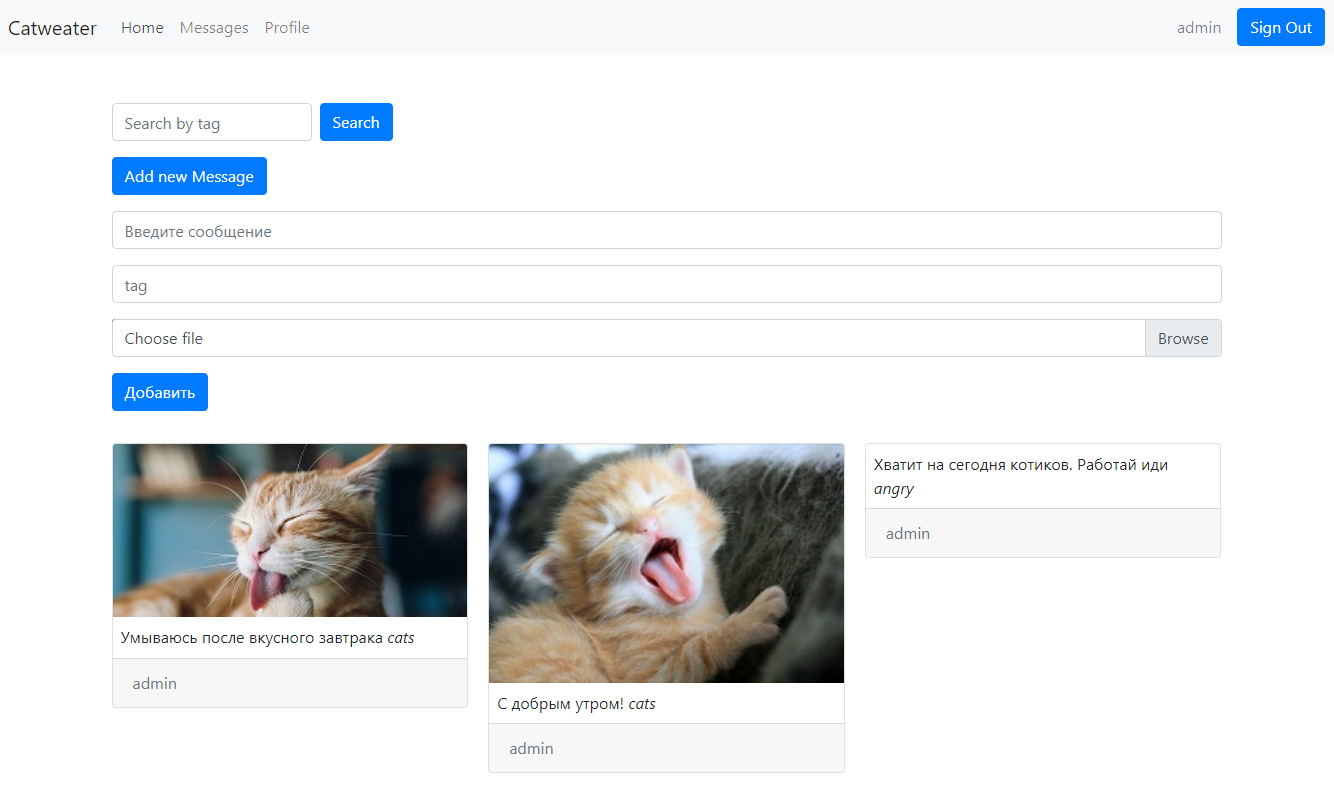 Catweater Home Messages Profile admin Sign Out
Search by tag Search
Add new Message
Введите сообщение
tag
Choose file Browse
Добавить
Умываюсь после вкусного завтрака cats
admin
С добрым утром! cats
admin
Хватит на сегодня котиков. Работай иди
angry
admin